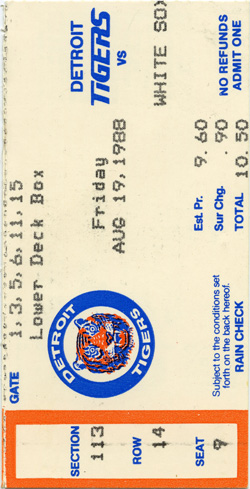 DETROIT
TIGERS
VS
WHITE SOX
Friday
AUG 19, 1988
NO REFUNDS
ADMIT ONE
Est. Pr. 9.60
Sur Chg. .90
TOTAL 10.50
Subject to the conditions set
forth on the back hereof.
RAIN CHECK
GATE
1,3,5,6,11,15
Lower Deck Box
DETROIT
TIGERS
SECTION
113
ROW
14
SEAT
9